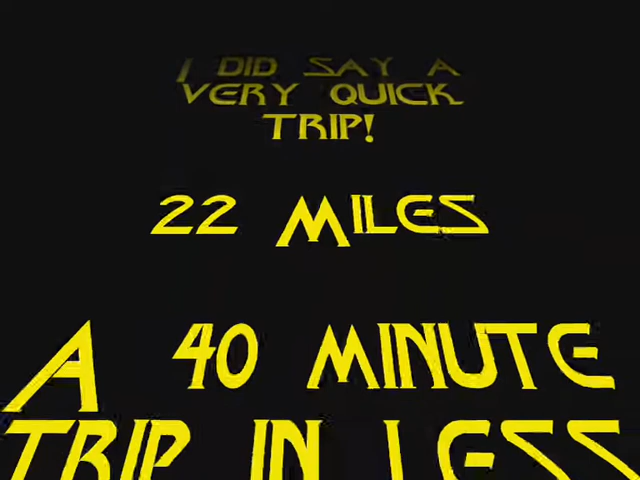 I DID SAY A
VERY QUICK
TRIP!
22 MILES
A 40 MINUTE
TRIP IN LESS